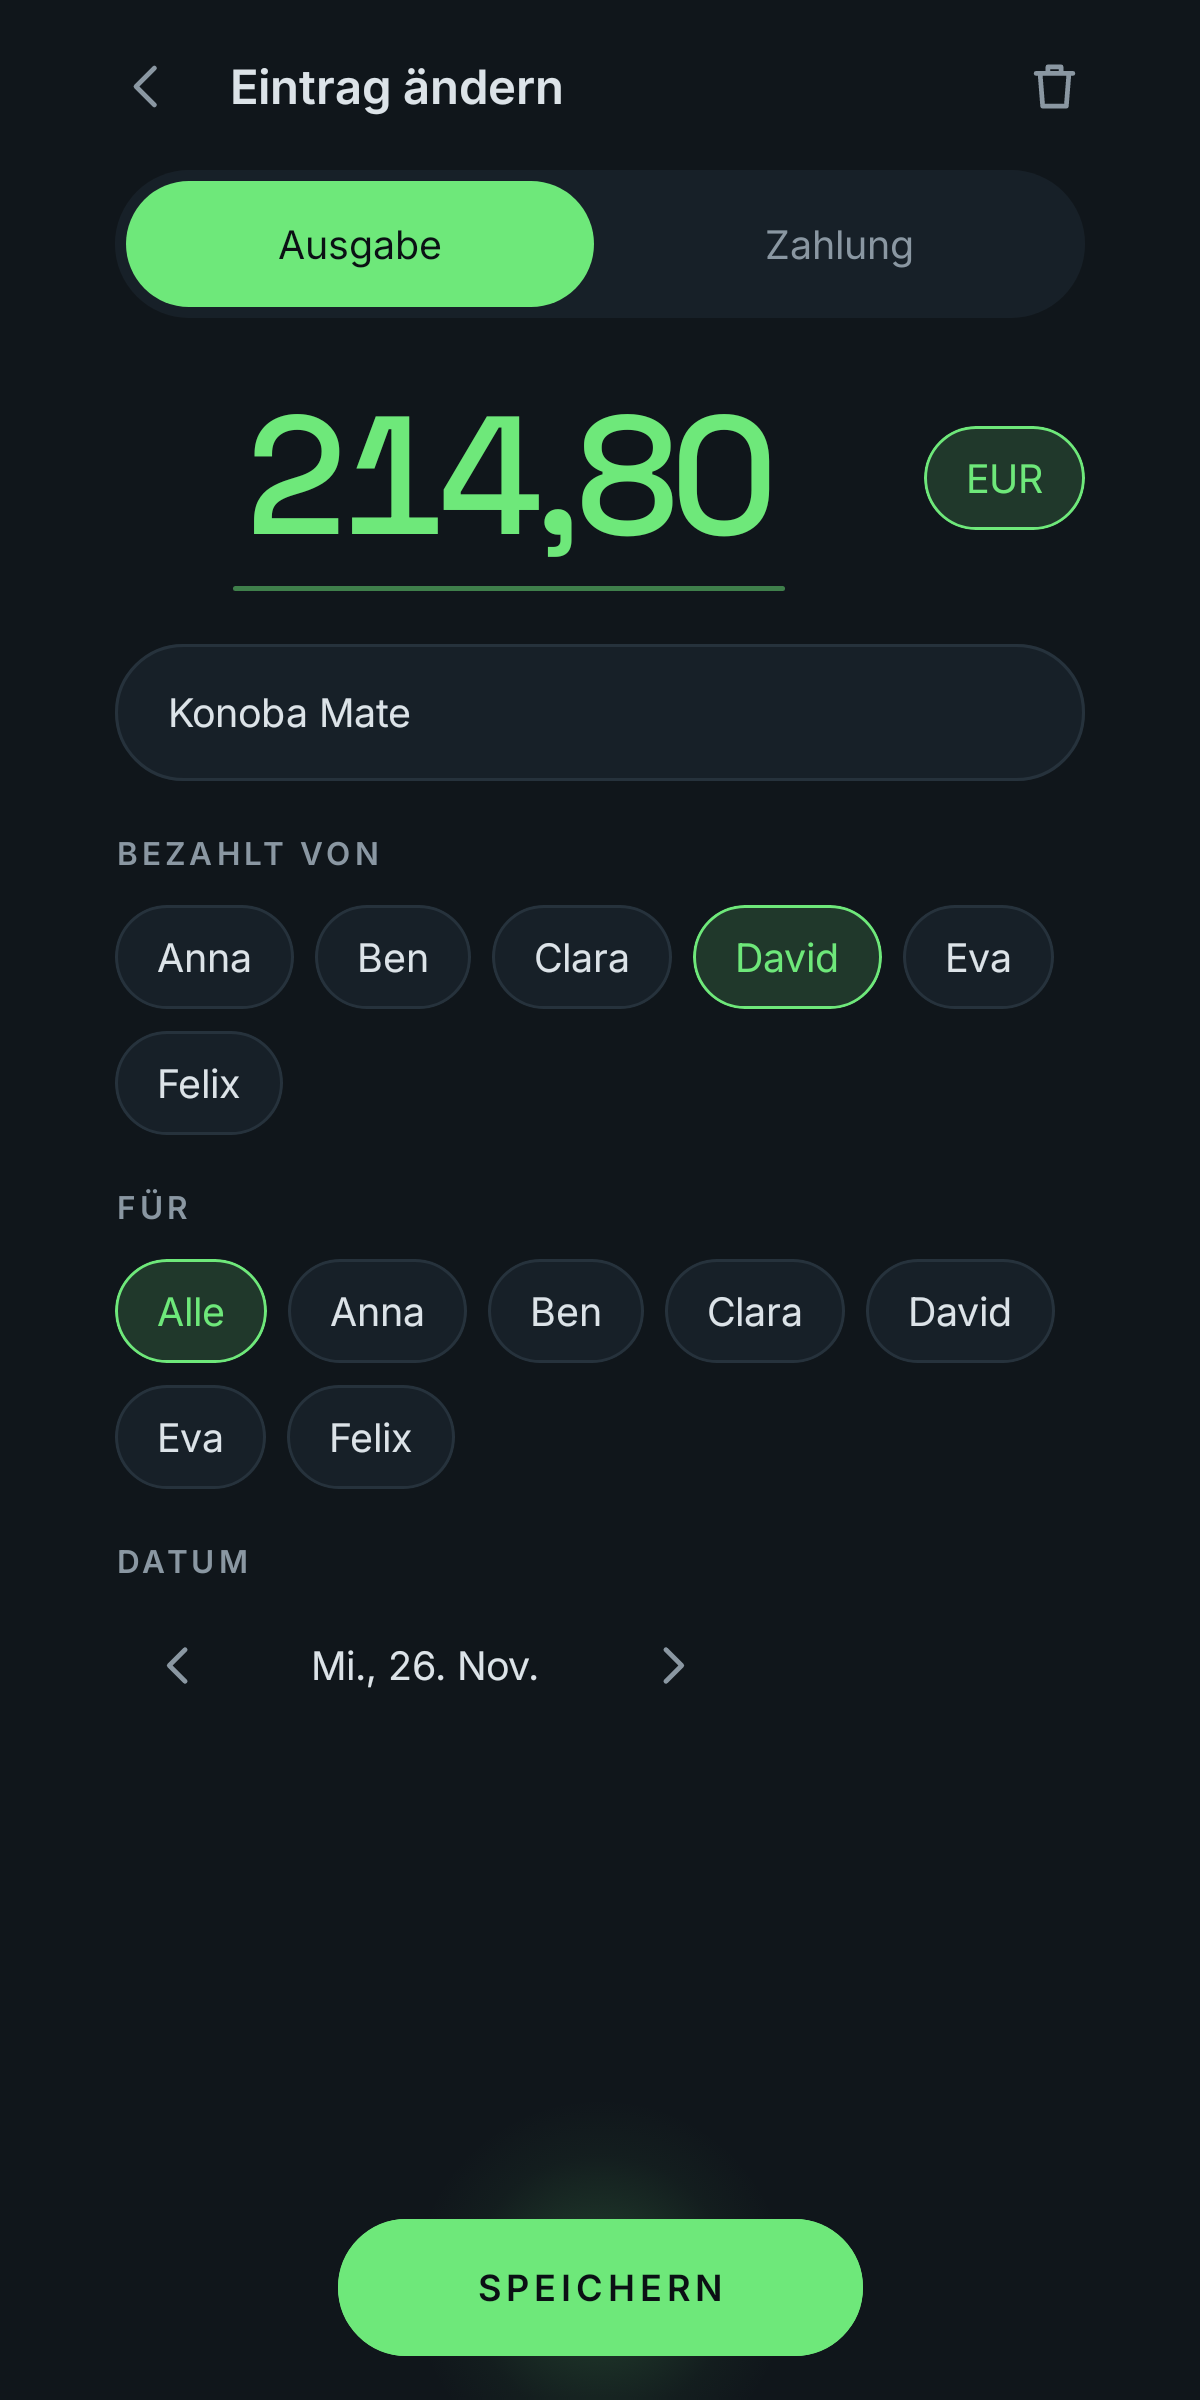 Eintrag ändern
Ausgabe Zahlung
214,80 EUR
Konoba Mate
BEZAHLT VON
Anna Ben Clara David Eva
Felix
FÜR
Alle Anna Ben Clara David
Eva Felix
DATUM
Mi., 26. Nov.
SPEICHERN